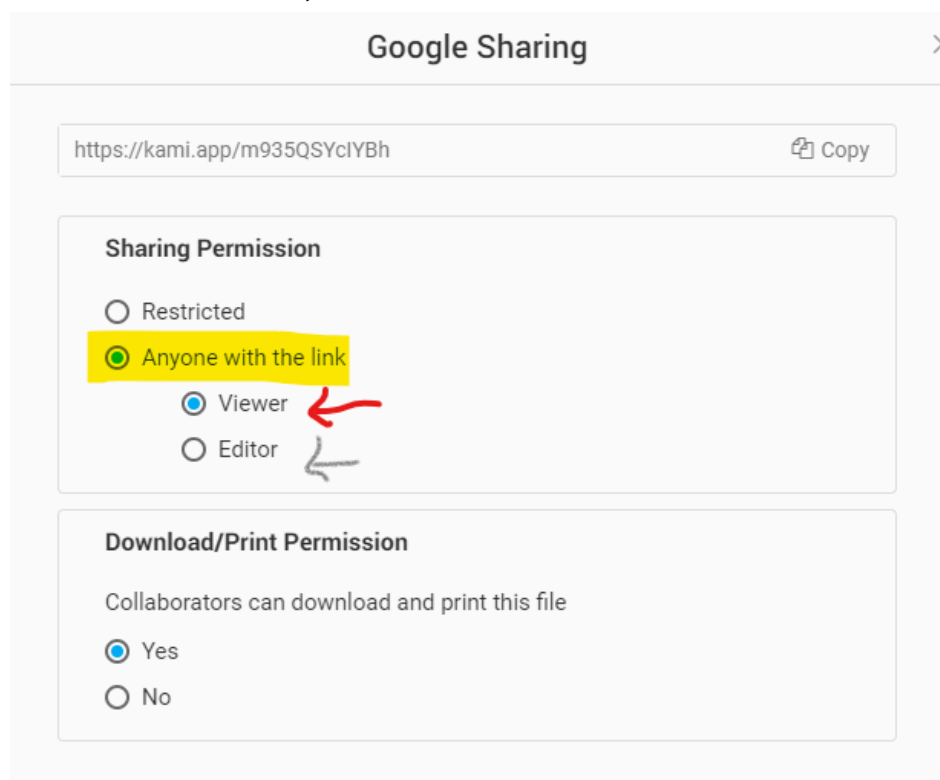 Google Sharing
https://kami.app/m935QSYcIYBh Copy
Sharing Permission
Restricted
Anyone with the link
Viewer
Editor
Download/Print Permission
Collaborators can download and print this file
Yes
No